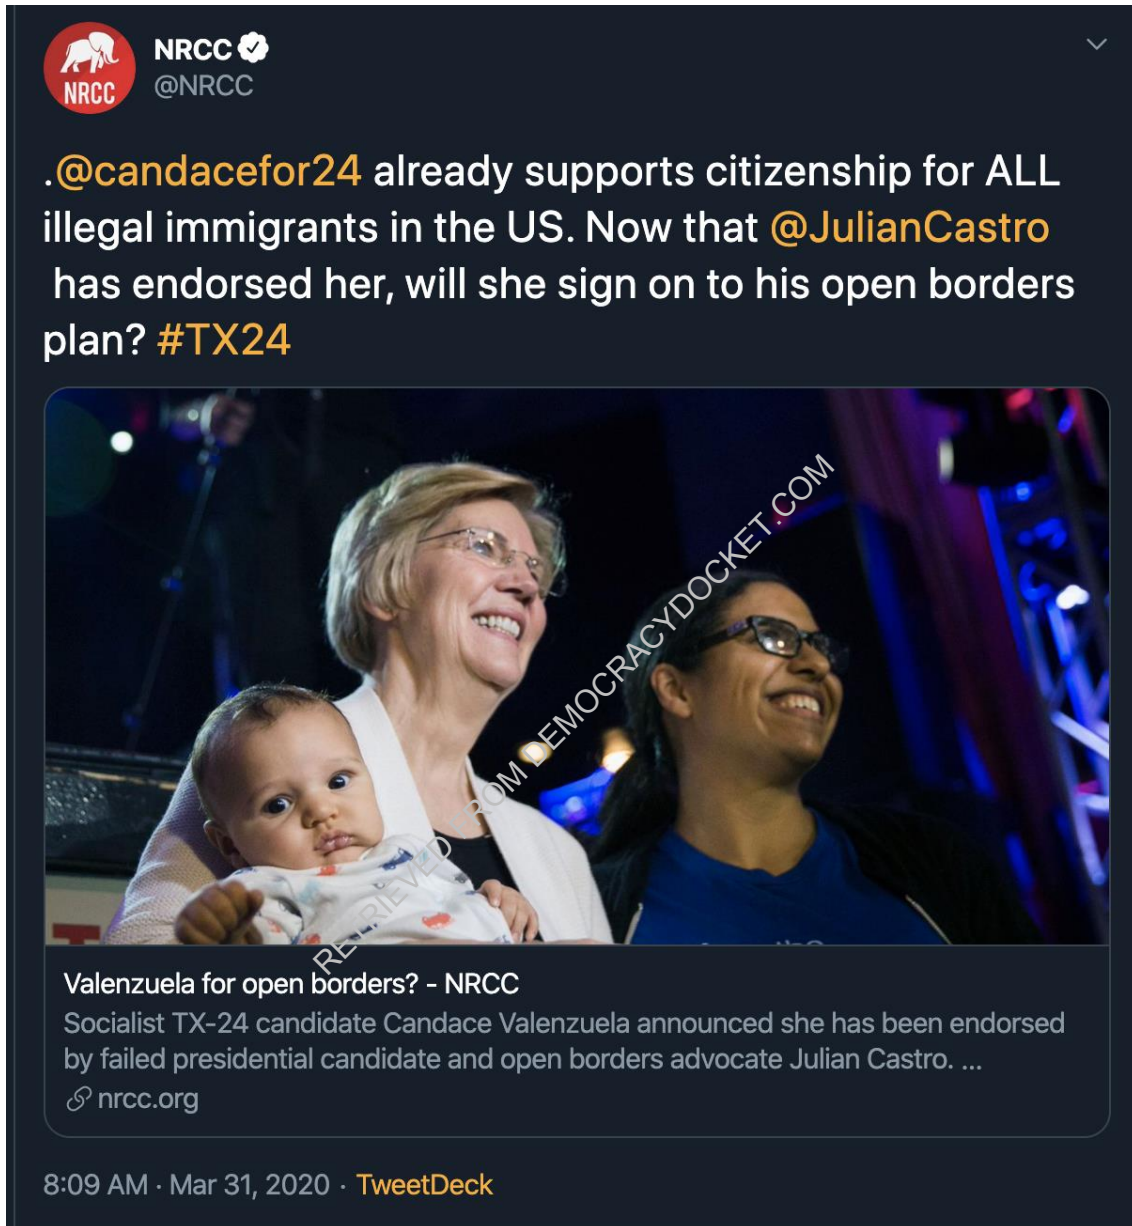 NRCC
@NRCC
NRCC
.@candacefor24 already supports citizenship for ALL
illegal immigrants in the US. Now that @JulianCastro
has endorsed her, will she sign on to his open borders
plan? #TX24
RETRIEVED FROM DEMOCRACYDOCKET.COM
Valenzuela for open borders? - NRCC
Socialist TX-24 candidate Candace Valenzuela announced she has been endorsed
by failed presidential candidate and open borders advocate Julian Castro. ...
nrcc.org
8:09 AM · Mar 31, 2020 · TweetDeck